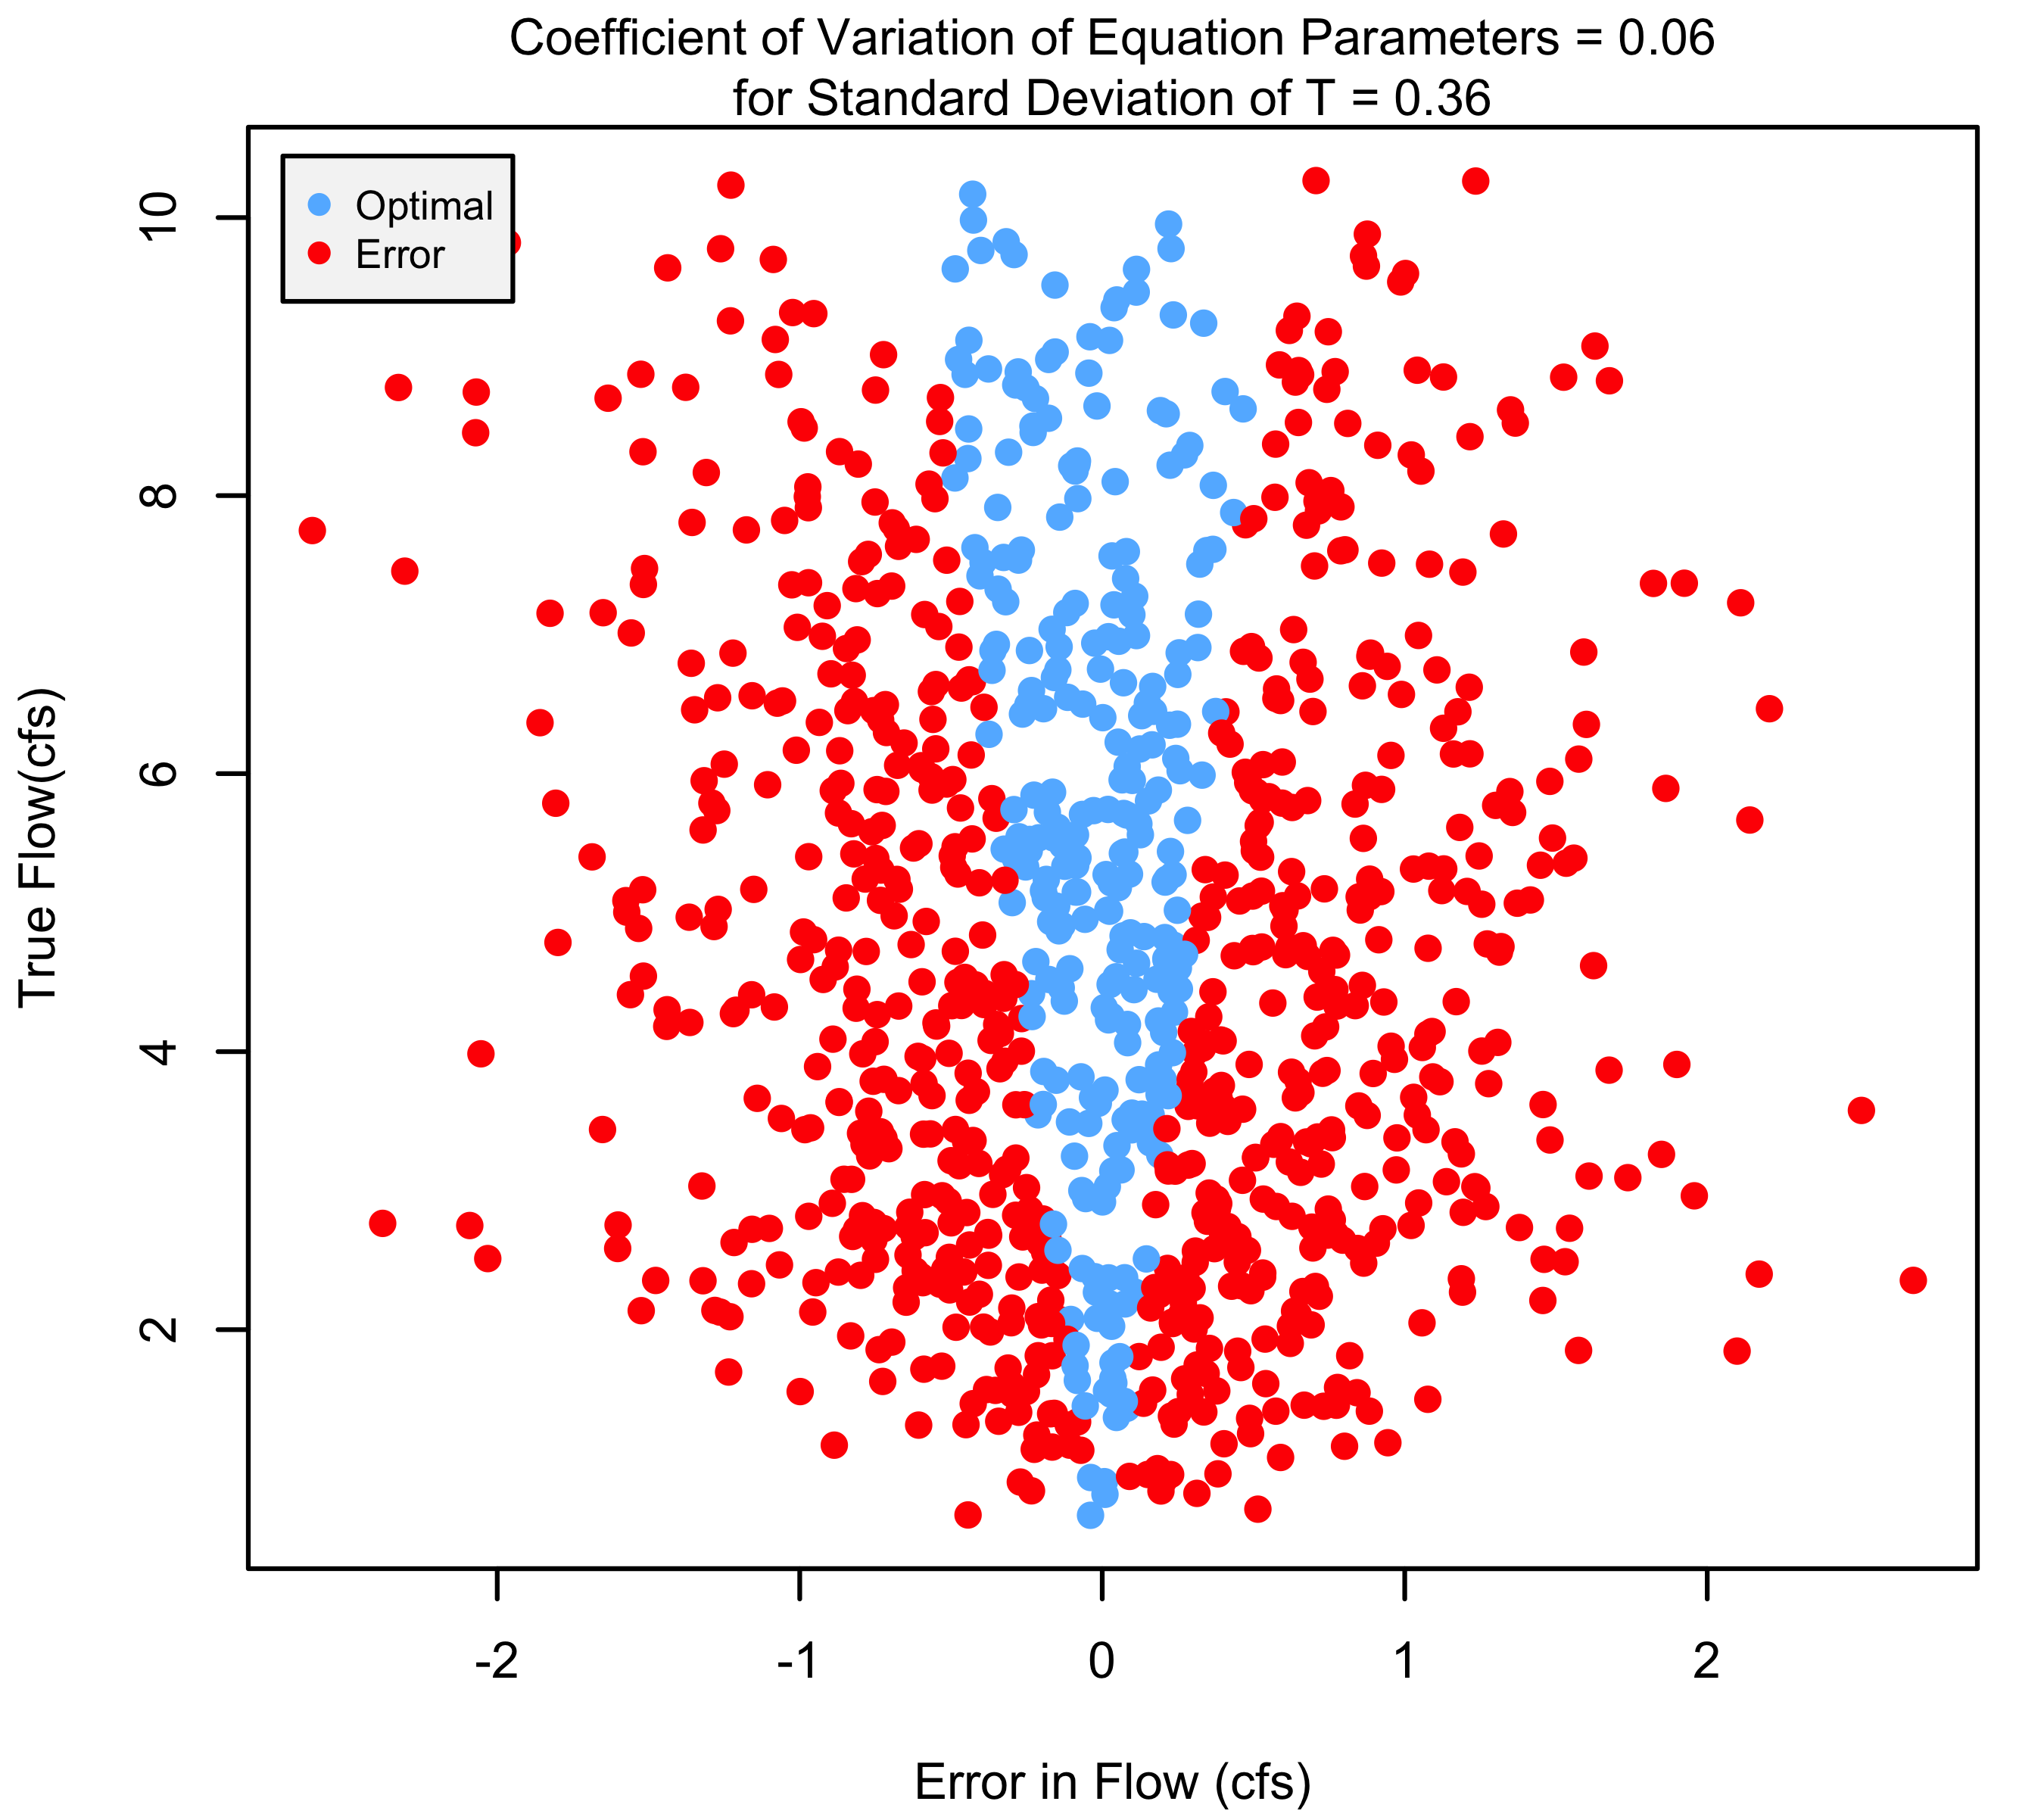 Coefficient of Variation of Equation Parameters = 0.06
for Standard Deviation of T = 0.36
Optimal
Error
True Flow(cfs)
10
8
6
4
2
-2 -1 0 1 2
Error in Flow (cfs)